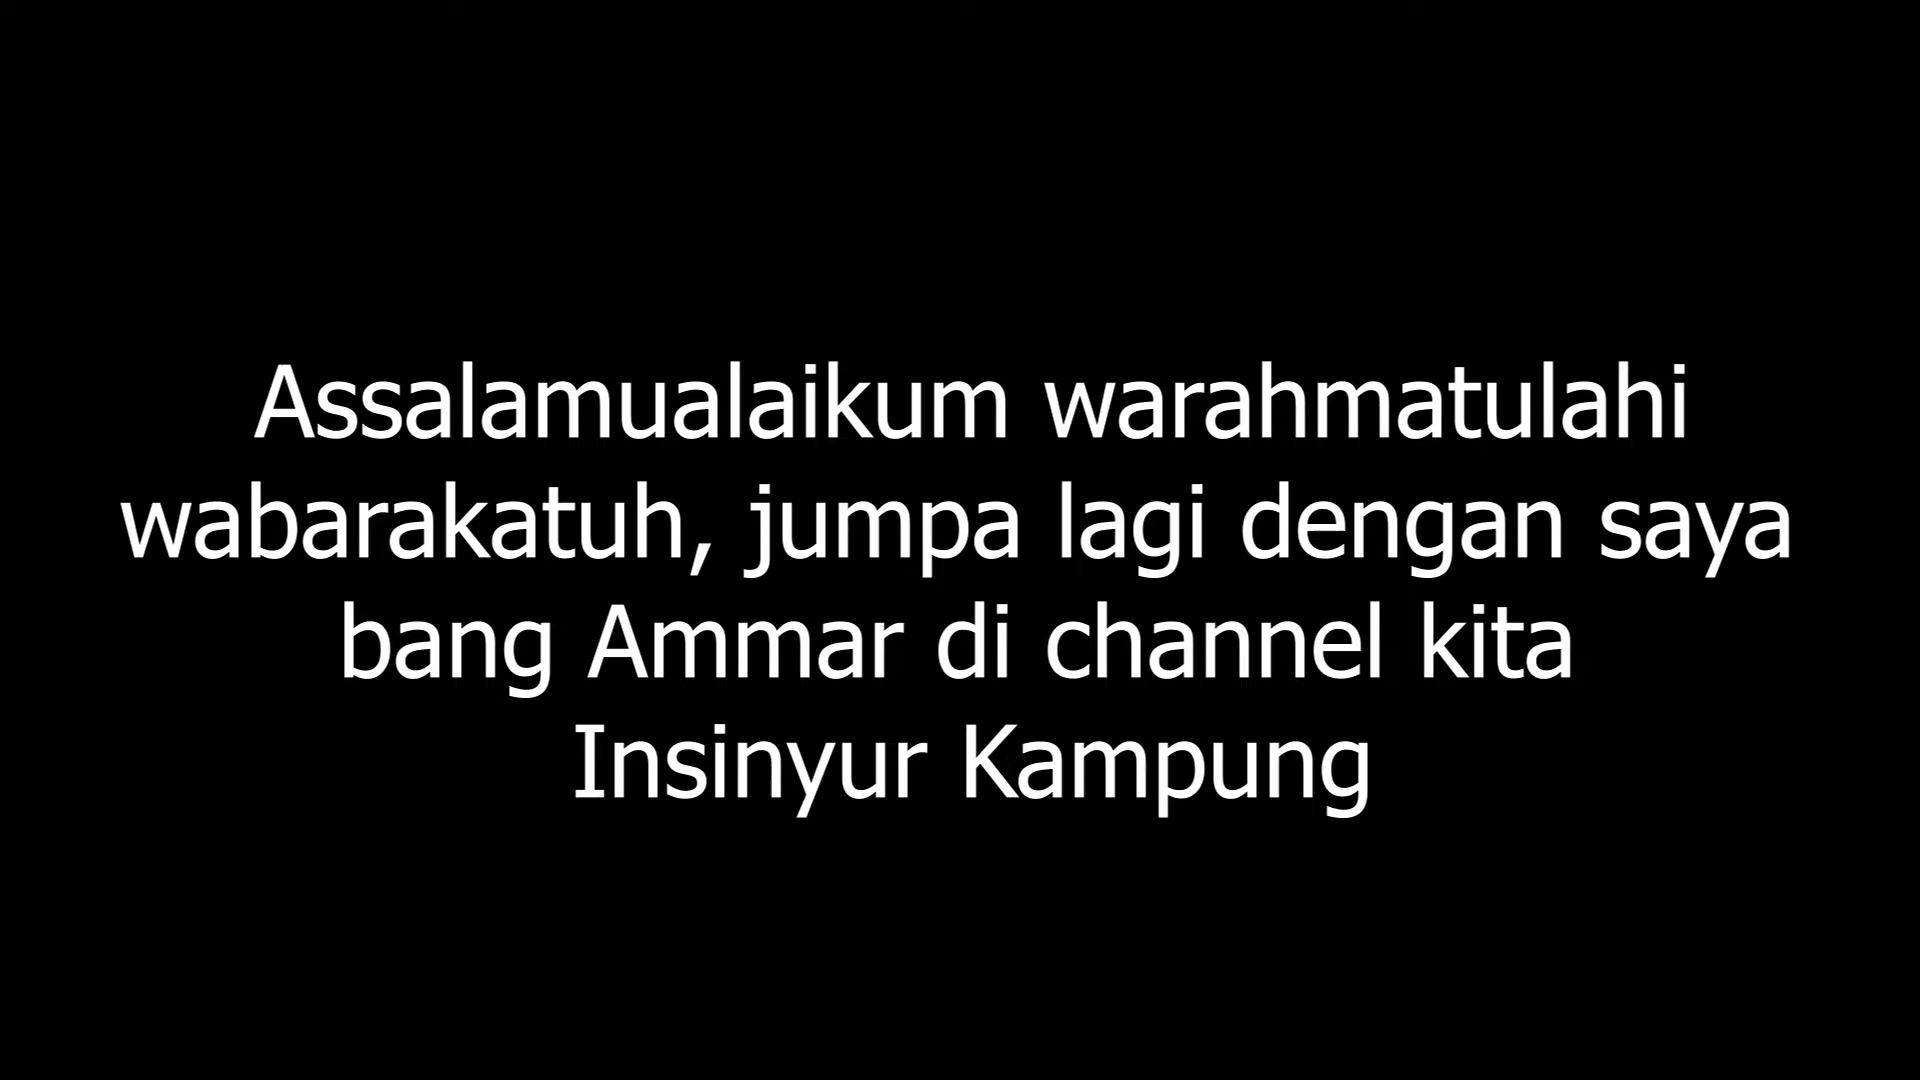 Assalamualaikum warahmatulahi
wabarakatuh, jumpa lagi dengan saya
bang Ammar di channel kita
Insinyur Kampung